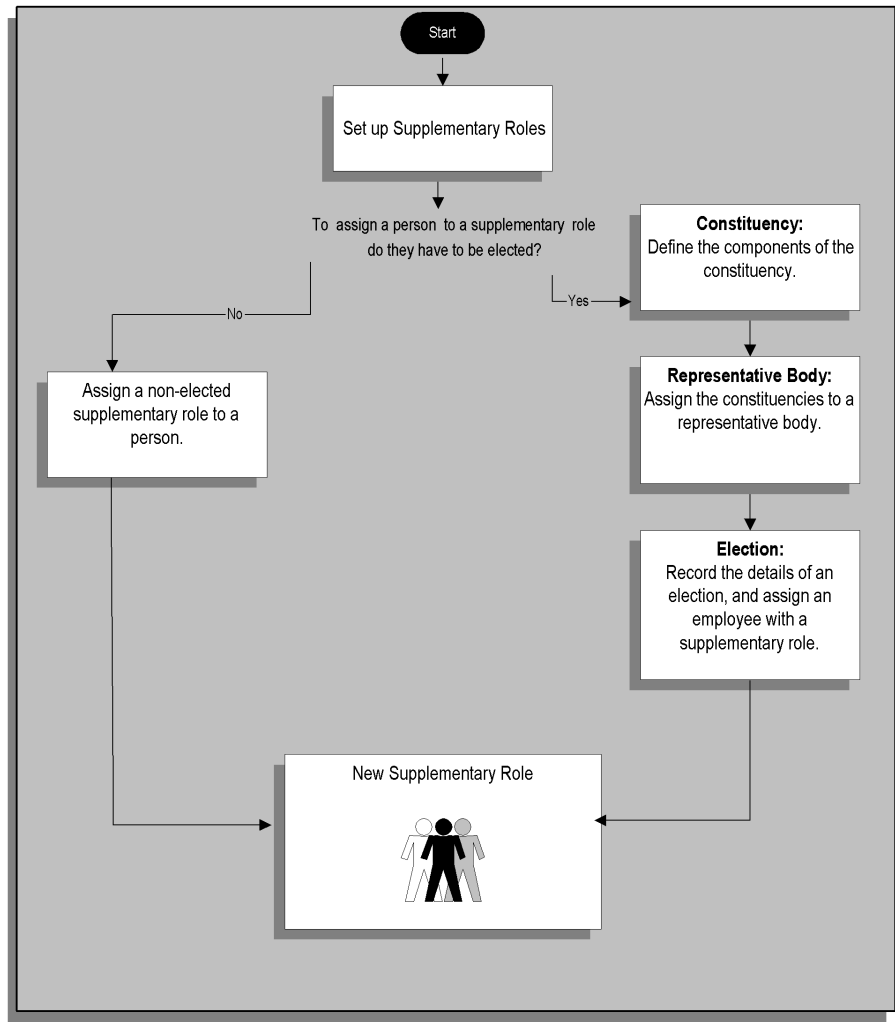 Start
Set up Supplementary Roles
To assign a person to a supplementary role
do they have to be elected?
No
Yes
Constituency:
Define the components of the
constituency.
Representative Body:
Assign the constituencies to a
representative body.
Election:
Record the details of an
election, and assign an
employee with a
supplementary role.
Assign a non-elected
supplementary role to a
person.
New Supplementary Role